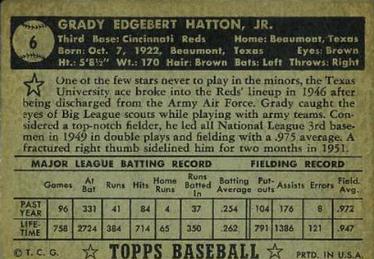 6
GRADY EDGEBERT HATTON, JR.
Third Base: Cincinnati Reds Home: Beaumont, Texas
Born: Oct. 7, 1922, Beaumont, Texas Eyes: Brown
Ht.: 5'8½" Wt.: 170 Hair: Brown Bats: Left Throws: Right
One of the few stars never to play in the minors, the Texas
University ace broke into the Reds' lineup in 1946 after
being discharged from the Army Air Force. Grady caught the
eyes of Big League scouts while playing with army teams. Con-
sidered a top-notch fielder, he led all National League 3rd base-
men in 1949 in double plays and fielding with a .975 average. A
fractured right thumb sidelined him for two months in 1951.
MAJOR LEAGUE BATTING RECORD FIELDING RECORD
Games At Bat Runs Hits Home Runs Runs Batted In Batting Average Put-outs Assists Errors Field. Avg.
PAST YEAR 96 331 41 84 4 37 .254 104 176 8 .972
LIFE-TIME 758 2724 384 714 65 350 .262 791 1386 121 .947
© T. C. G. ☆ TOPPS BASEBALL ☆ PRTD. IN U.S.A.